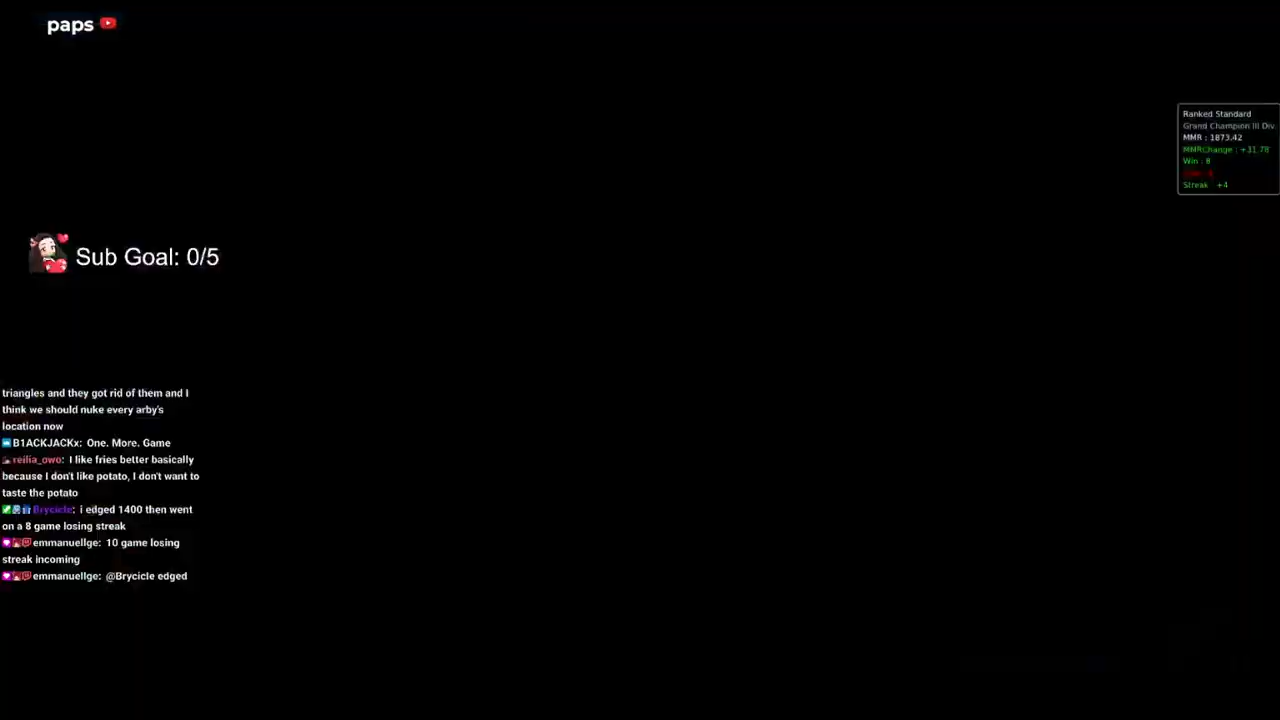 paps
Ranked Standard
Grand Champion III Div
MMR : 1873.42
MMRChange : +31.78
Win : 8
Streak : +4
Sub Goal: 0/5
triangles and they got rid of them and I
think we should nuke every arby's
location now
B1ACKJACKx: One. More. Game
reilia_owo: I like fries better basically
because I don't like potato, I don't want to
taste the potato
Brycicle: i edged 1400 then went
on a 8 game losing streak
emmanuellge: 10 game losing
streak incoming
emmanuellge: @Brycicle edged